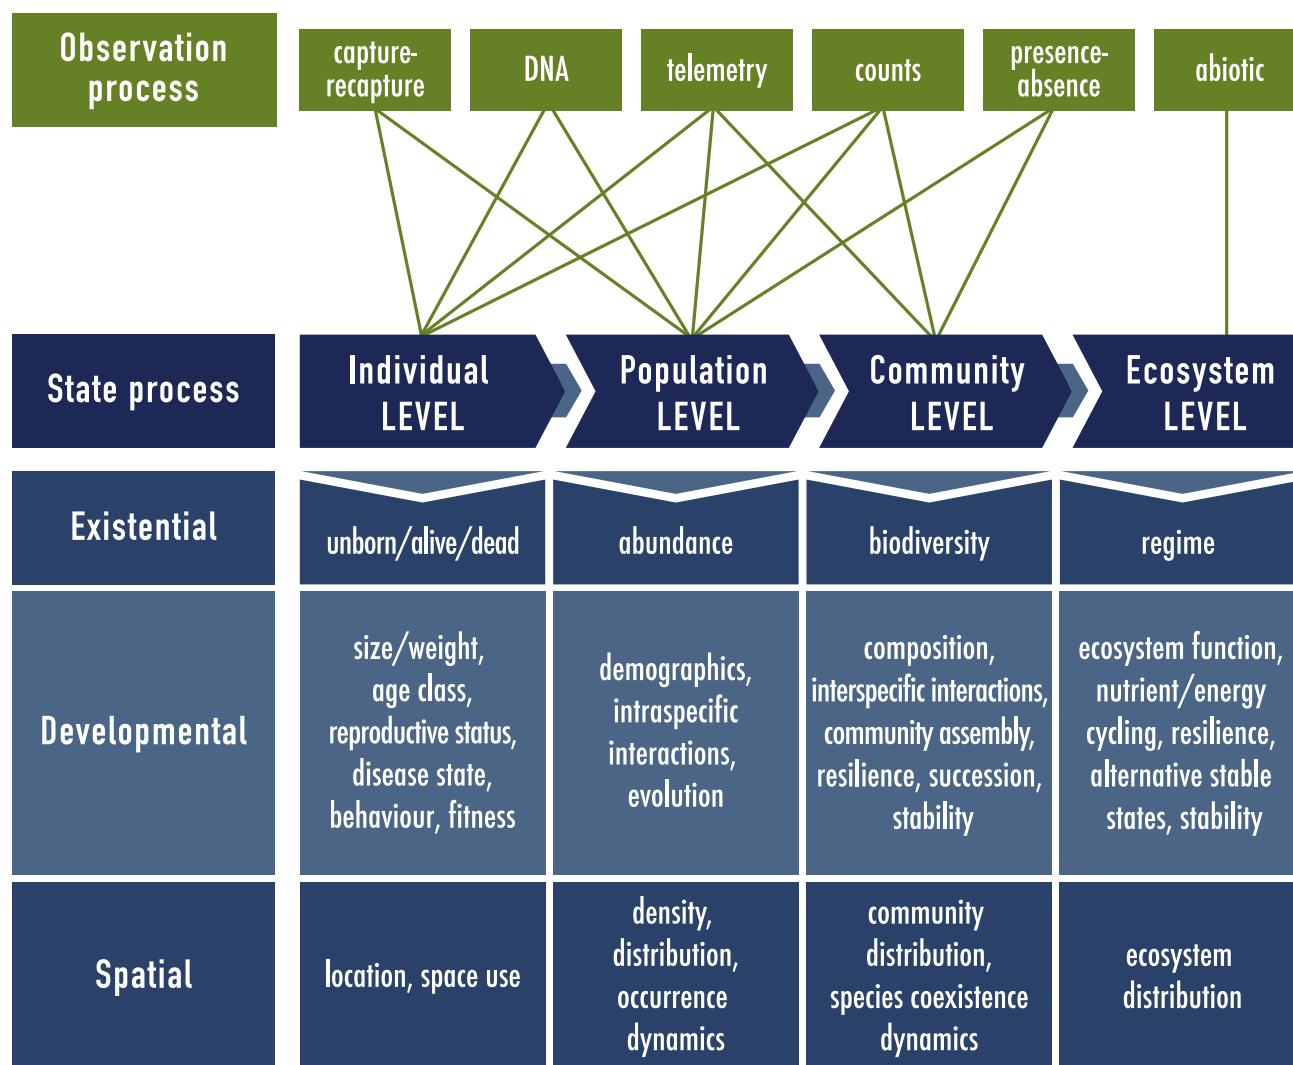 Observation
process
capture-
recapture
DNA
telemetry
counts
presence-
absence
abiotic
State process
Individual
LEVEL
Population
LEVEL
Community
LEVEL
Ecosystem
LEVEL
Existential
unborn/alive/dead
abundance
biodiversity
regime
Developmental
size/weight,
age class,
reproductive status,
disease state,
behaviour, fitness
demographics,
intraspecific
interactions,
evolution
composition,
interspecific interactions,
community assembly,
resilience, succession,
stability
ecosystem function,
nutrient/energy
cycling, resilience,
alternative stable
states, stability
Spatial
location, space use
density,
distribution,
occurrence
dynamics
community
distribution,
species coexistence
dynamics
ecosystem
distribution